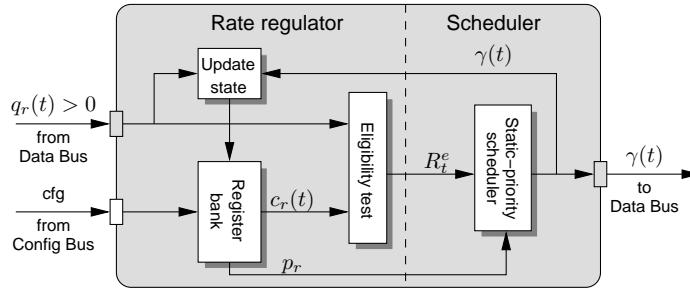 Rate regulator
Scheduler
Update
state
γ(t)
q_r(t) > 0
from
Data Bus
Eligibility test
Static-priority
scheduler
R_t^e
γ(t)
to
Data Bus
cfg
from
Config Bus
Register
bank
c_r(t)
p_r